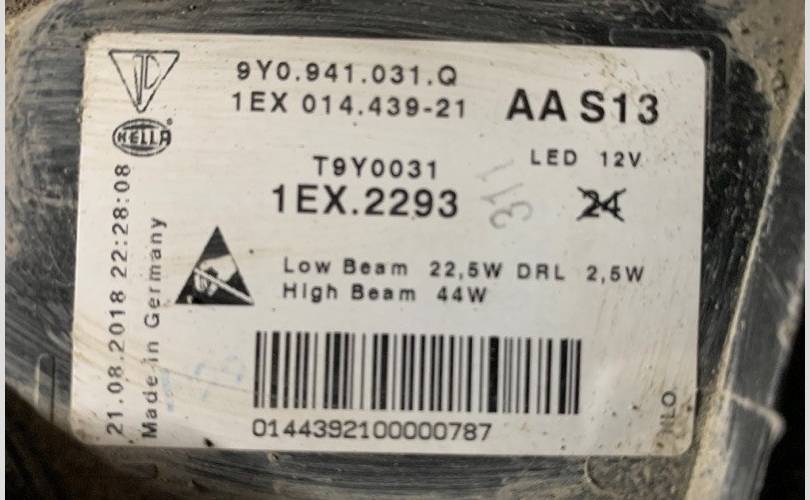 9Y0.941.031.Q
1EX 014.439-21
AA S13
HELLA
LED 12V
T9Y0031
1EX.2293
311
24
Low Beam 22,5W DRL 2,5W
High Beam 44W
21.08.2018 22:28:08
Made in Germany
0144392100000787